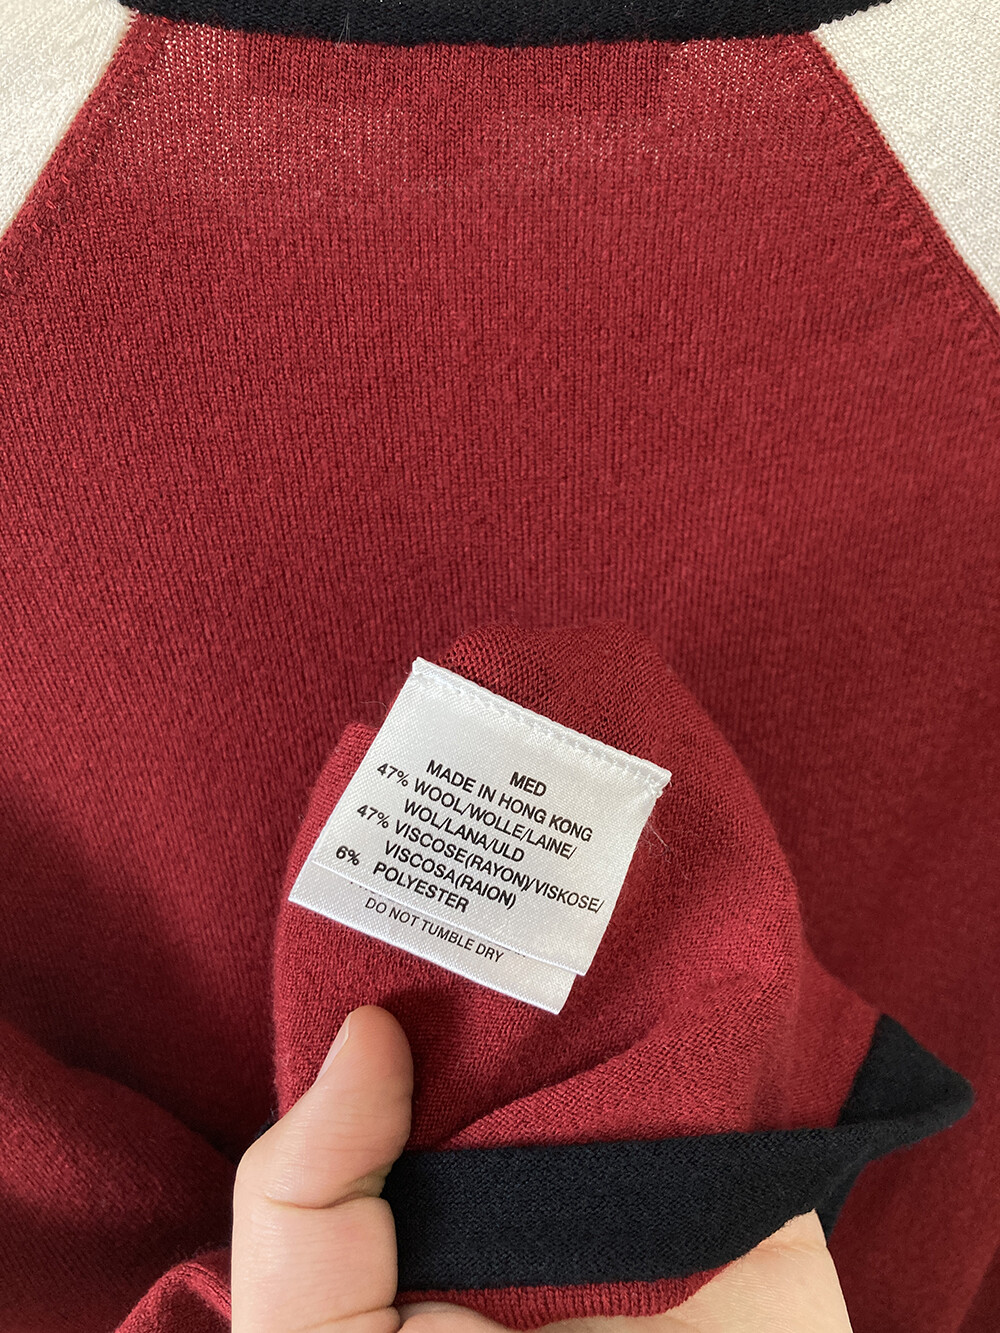 MED
MADE IN HONG KONG
47% WOOL/WOLLE/LAINE/
WOL/LANA/ULD
47% VISCOSE(RAYON)/VISKOSE/
VISCOSA(RAION)
6% POLYESTER
DO NOT TUMBLE DRY